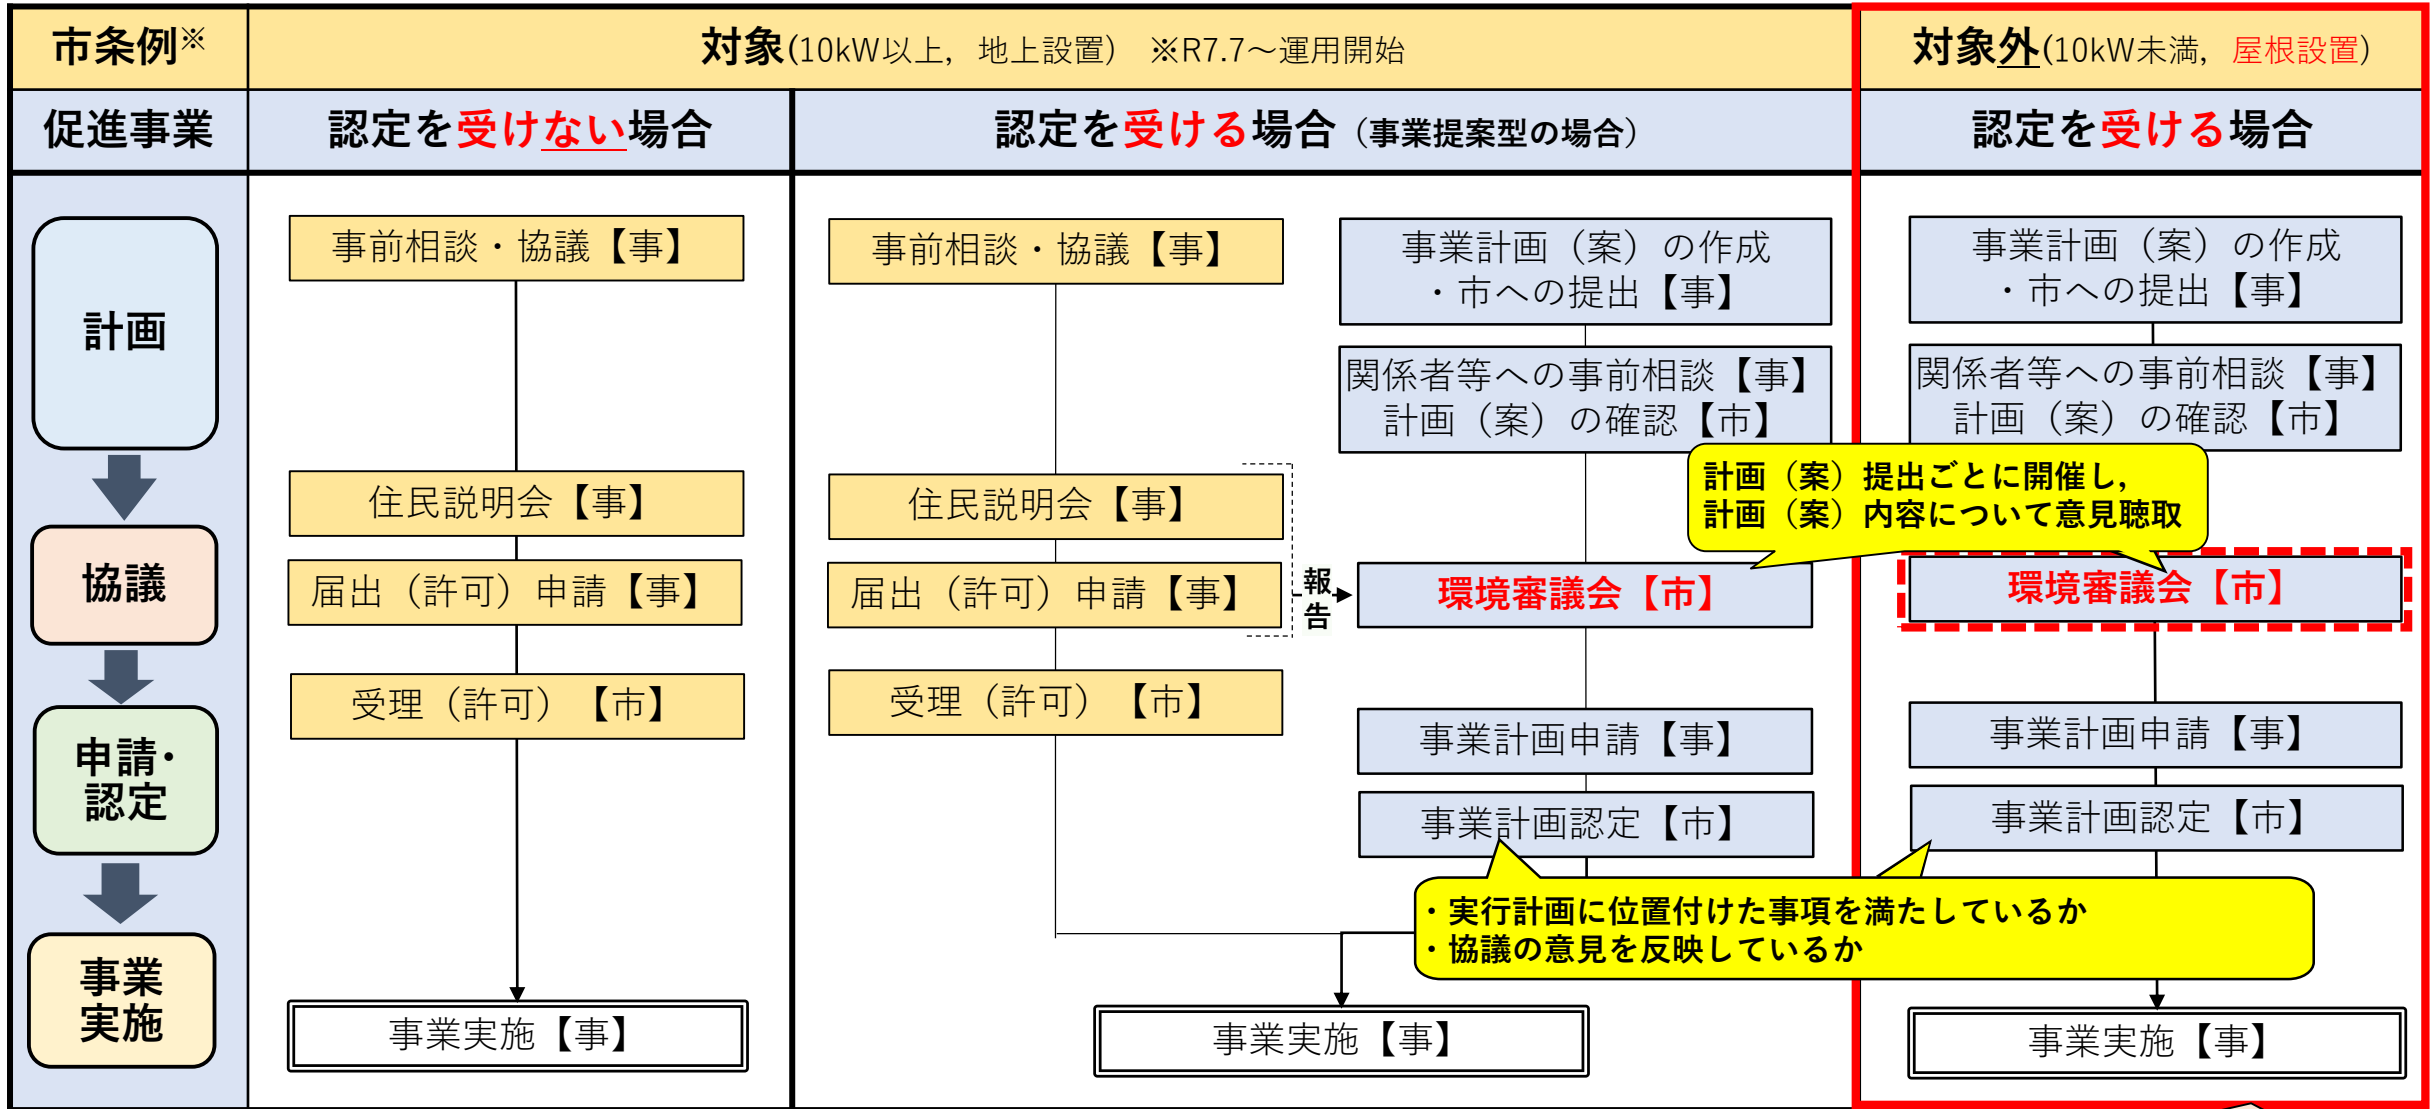 市条例※
対象(10kW以上，地上設置) ※R7.7～運用開始
対象外(10kW未満，屋根設置)
促進事業
認定を受けない場合
認定を受ける場合（事業提案型の場合）
認定を受ける場合
計画
協議
申請・
認定
事業
実施
事前相談・協議【事】
住民説明会【事】
届出（許可）申請【事】
受理（許可）【市】
事業実施【事】
事前相談・協議【事】
住民説明会【事】
届出（許可）申請【事】
受理（許可）【市】
報
告
事業計画（案）の作成
・市への提出【事】
関係者等への事前相談【事】
計画（案）の確認【市】
環境審議会【市】
事業計画申請【事】
事業計画認定【市】
事業実施【事】
計画（案）提出ごとに開催し，
計画（案）内容について意見聴取
・実行計画に位置付けた事項を満たしているか
・協議の意見を反映しているか
事業計画（案）の作成
・市への提出【事】
関係者等への事前相談【事】
計画（案）の確認【市】
環境審議会【市】
事業計画申請【事】
事業計画認定【市】
事業実施【事】